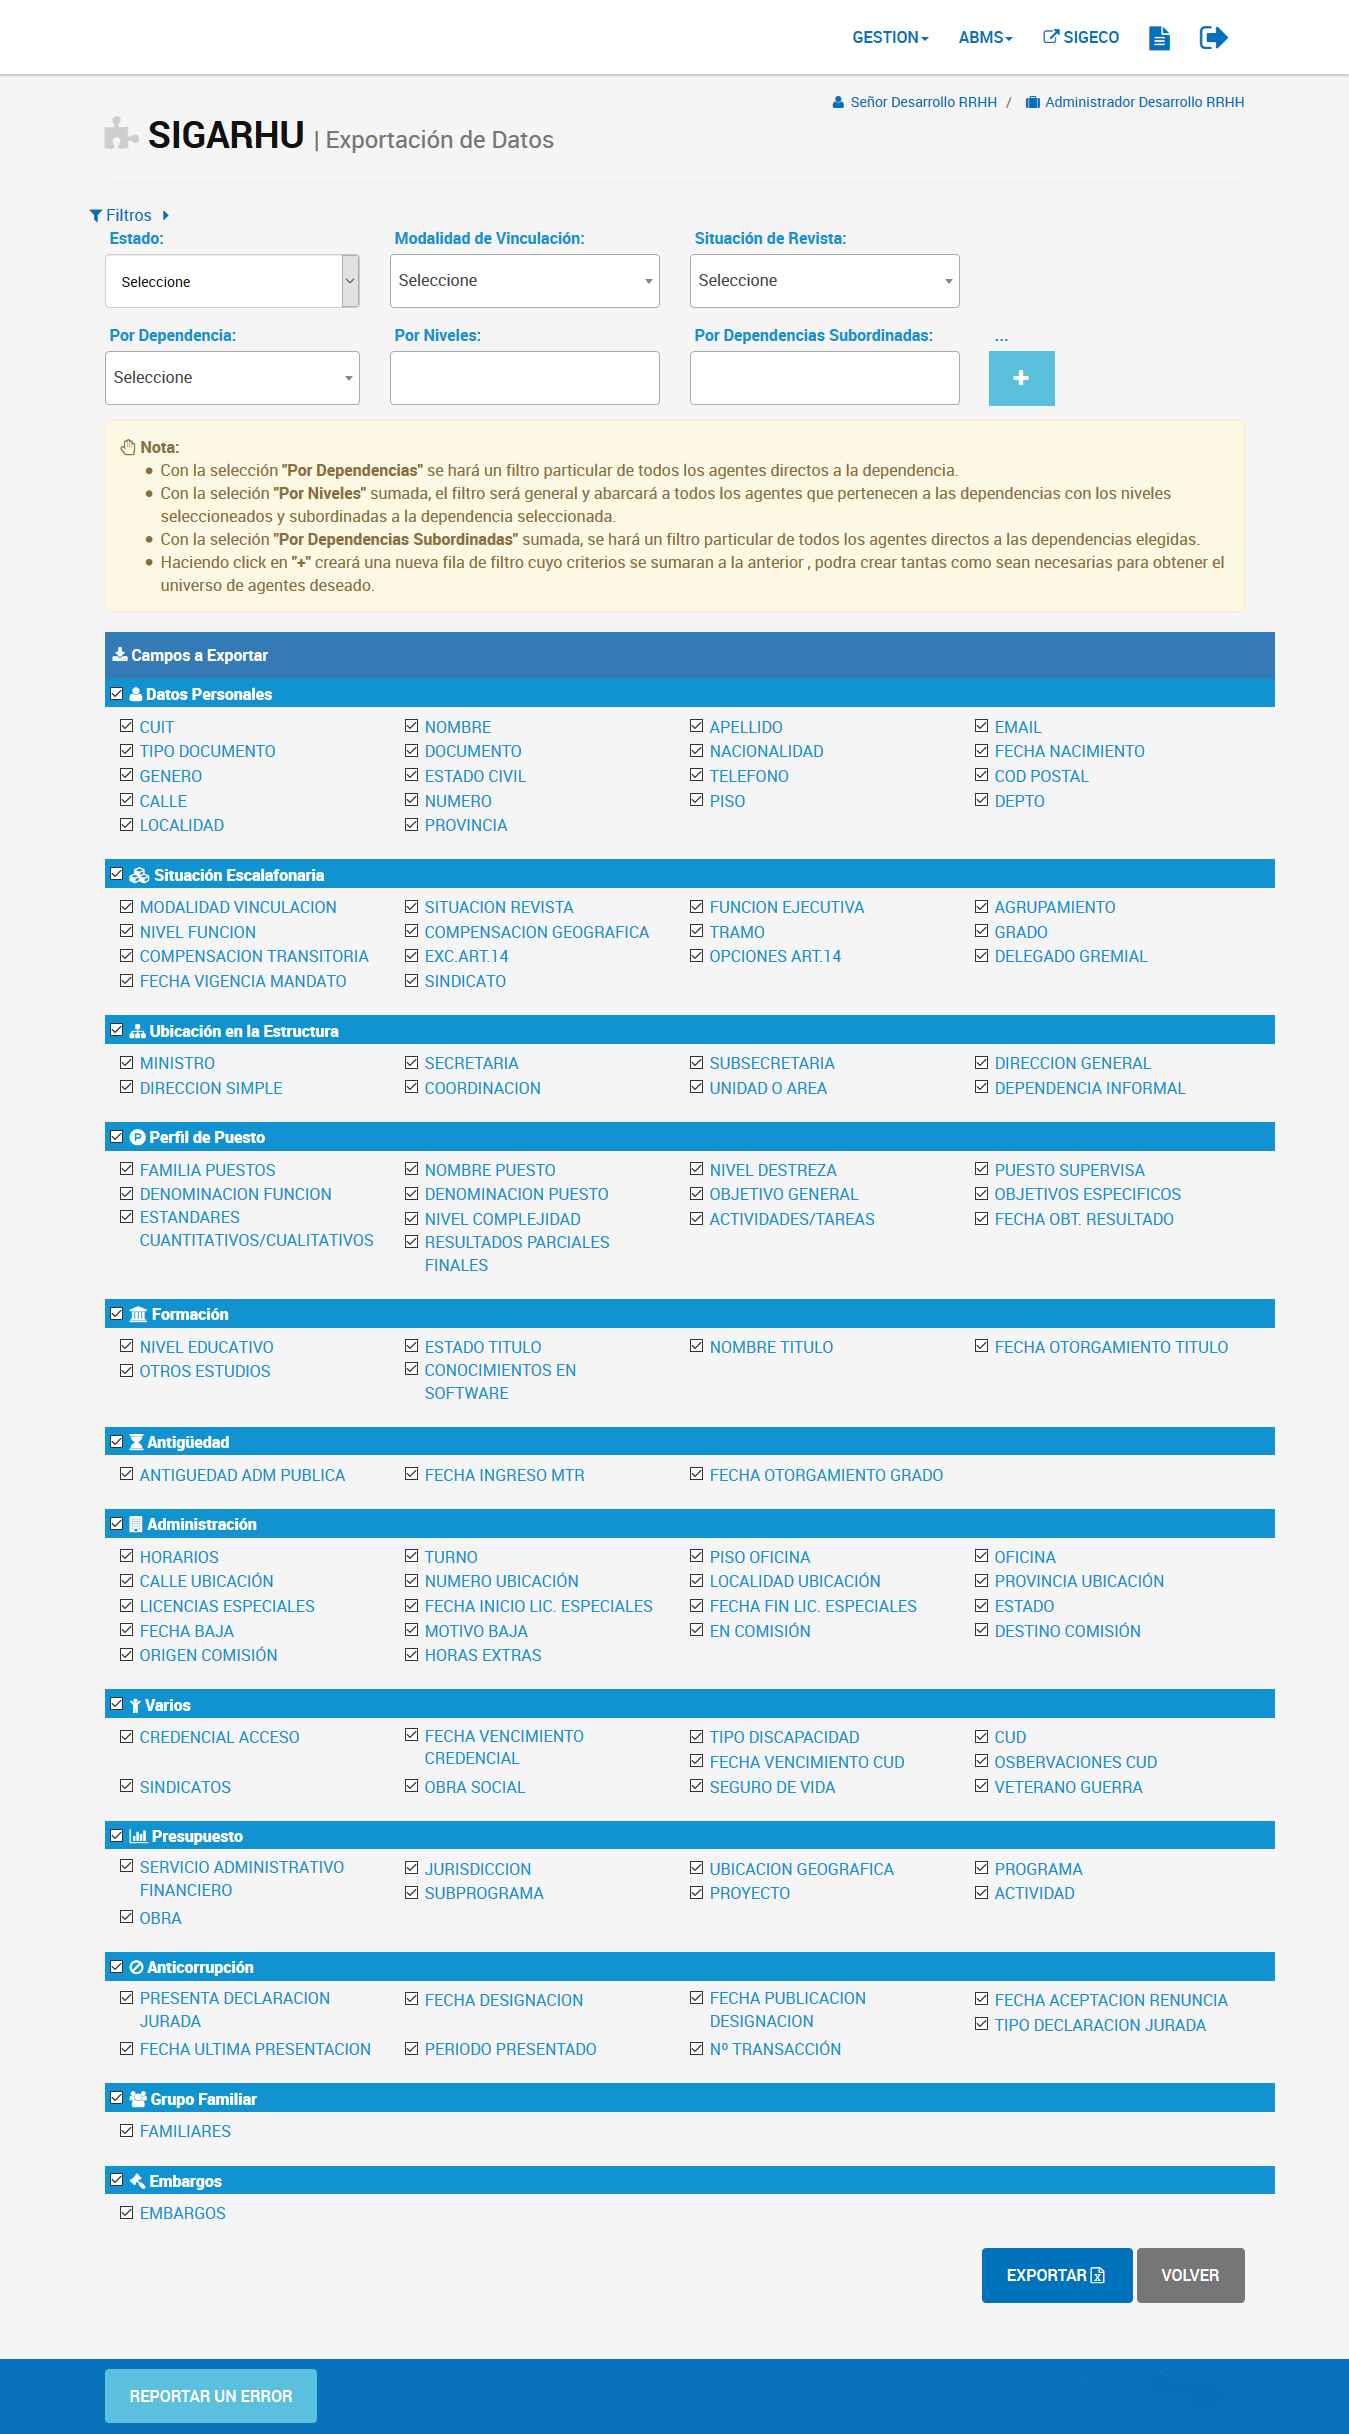 GESTION ABMS SIGECO
Señor Desarrollo RRHH / Administrador Desarrollo RRHH
SIGARHU | Exportación de Datos
Filtros
Estado: Modalidad de Vinculación: Situación de Revista:
Seleccione Seleccione Seleccione
Por Dependencia: Por Niveles: Por Dependencias Subordinadas: ...
Seleccione +
Nota:
• Con la selección "Por Dependencias" se hará un filtro particular de todos los agentes directos a la dependencia.
• Con la seleción "Por Niveles" sumada, el filtro será general y abarcará a todos los agentes que pertenecen a las dependencias con los niveles
seleccioneados y subordinadas a la dependencia seleccionada.
• Con la seleción "Por Dependencias Subordinadas" sumada, se hará un filtro particular de todos los agentes directos a las dependencias elegidas.
• Haciendo click en "+" creará una nueva fila de filtro cuyo criterios se sumaran a la anterior , podra crear tantas como sean necesarias para obtener el
universo de agentes deseado.
Campos a Exportar
Datos Personales
CUIT NOMBRE APELLIDO EMAIL
TIPO DOCUMENTO DOCUMENTO NACIONALIDAD FECHA NACIMIENTO
GENERO ESTADO CIVIL TELEFONO COD POSTAL
CALLE NUMERO PISO DEPTO
LOCALIDAD PROVINCIA
Situación Escalafonaria
MODALIDAD VINCULACION SITUACION REVISTA FUNCION EJECUTIVA AGRUPAMIENTO
NIVEL FUNCION COMPENSACION GEOGRAFICA TRAMO GRADO
COMPENSACION TRANSITORIA EXC.ART.14 OPCIONES ART.14 DELEGADO GREMIAL
FECHA VIGENCIA MANDATO SINDICATO
Ubicación en la Estructura
MINISTRO SECRETARIA SUBSECRETARIA DIRECCION GENERAL
DIRECCION SIMPLE COORDINACION UNIDAD O AREA DEPENDENCIA INFORMAL
Perfil de Puesto
FAMILIA PUESTOS NOMBRE PUESTO NIVEL DESTREZA PUESTO SUPERVISA
DENOMINACION FUNCION DENOMINACION PUESTO OBJETIVO GENERAL OBJETIVOS ESPECIFICOS
ESTANDARES NIVEL COMPLEJIDAD ACTIVIDADES/TAREAS FECHA OBT. RESULTADO
CUANTITATIVOS/CUALITATIVOS RESULTADOS PARCIALES
FINALES
Formación
NIVEL EDUCATIVO ESTADO TITULO NOMBRE TITULO FECHA OTORGAMIENTO TITULO
OTROS ESTUDIOS CONOCIMIENTOS EN
SOFTWARE
Antigüedad
ANTIGUEDAD ADM PUBLICA FECHA INGRESO MTR FECHA OTORGAMIENTO GRADO
Administración
HORARIOS TURNO PISO OFICINA OFICINA
CALLE UBICACIÓN NUMERO UBICACIÓN LOCALIDAD UBICACIÓN PROVINCIA UBICACIÓN
LICENCIAS ESPECIALES FECHA INICIO LIC. ESPECIALES FECHA FIN LIC. ESPECIALES ESTADO
FECHA BAJA MOTIVO BAJA EN COMISIÓN DESTINO COMISIÓN
ORIGEN COMISIÓN HORAS EXTRAS
Varios
CREDENCIAL ACCESO FECHA VENCIMIENTO TIPO DISCAPACIDAD CUD
CREDENCIAL FECHA VENCIMIENTO CUD OSBERVACIONES CUD
SINDICATOS OBRA SOCIAL SEGURO DE VIDA VETERANO GUERRA
Presupuesto
SERVICIO ADMINISTRATIVO JURISDICCION UBICACION GEOGRAFICA PROGRAMA
FINANCIERO SUBPROGRAMA PROYECTO ACTIVIDAD
OBRA
Anticorrupción
PRESENTA DECLARACION FECHA DESIGNACION FECHA PUBLICACION FECHA ACEPTACION RENUNCIA
JURADA DESIGNACION TIPO DECLARACION JURADA
FECHA ULTIMA PRESENTACION PERIODO PRESENTADO Nº TRANSACCIÓN
Grupo Familiar
FAMILIARES
Embargos
EMBARGOS
EXPORTAR VOLVER
REPORTAR UN ERROR